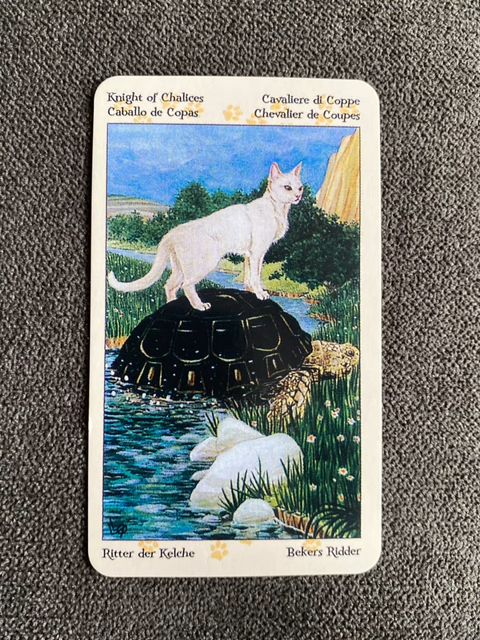 Knight of Chalices
Caballo de Copas
Cavaliere di Coppe
Chevalier de Coupes
Ritter der Kelche
Bekers Ridder